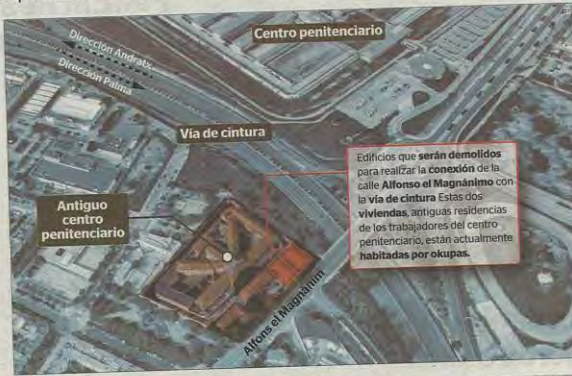 Centro penitenciario
Dirección Andratx
Dirección Palma
Vía de cintura
Edificios que serán demolidos
para realizar la conexión de la
calle Alfonso el Magnánimo con
la vía de cintura Estas dos
viviendas, antiguas residencias
de los trabajadores del centro
penitenciario, están actualmente
habitadas por okupas.
Antiguo
centro
penitenciario
Alfons el Magnànim